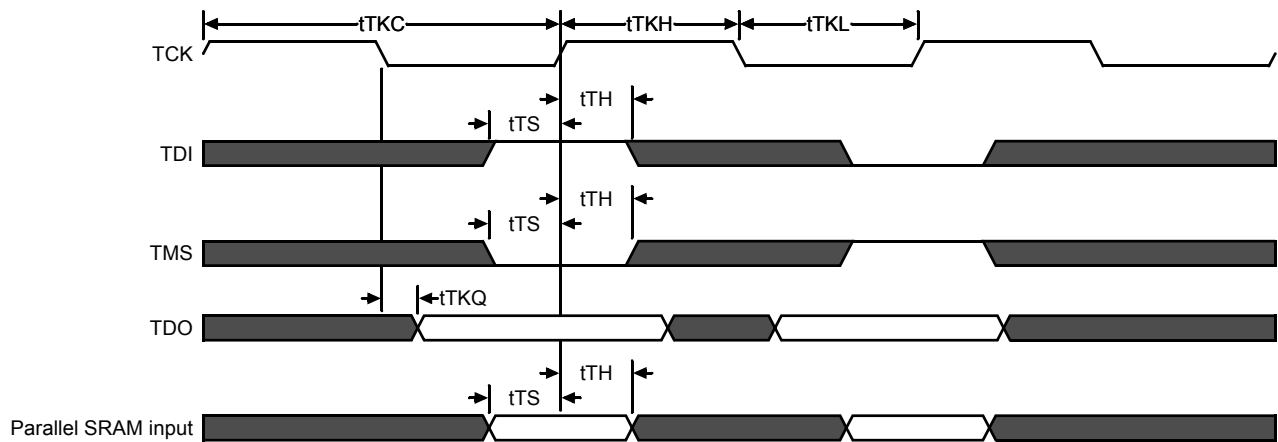 tTKC tTKH tTKL
TCK
tTH
tTS
TDI
tTH
tTS
TMS
tTKQ
TDO
tTH
tTS
Parallel SRAM input